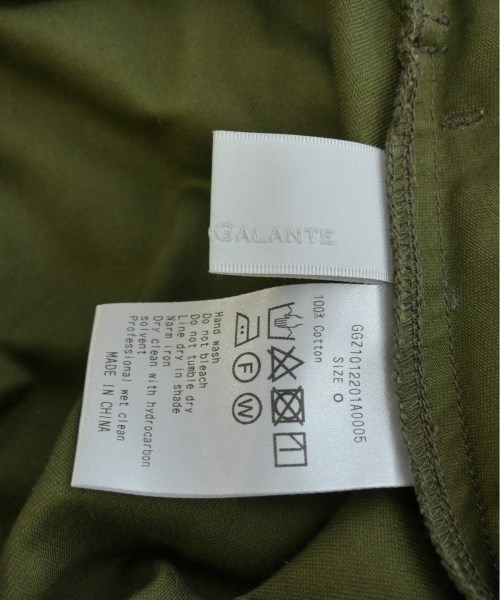 GALANTE
GGZ1012201A0005
SIZE 0
100% Cotton
F
W
Hand wash
Do not bleach
Do not tumble dry
Line dry in shade
Warm iron
Dry clean with hydrocarbon
solvent
Professional wet clean
MADE IN CHINA